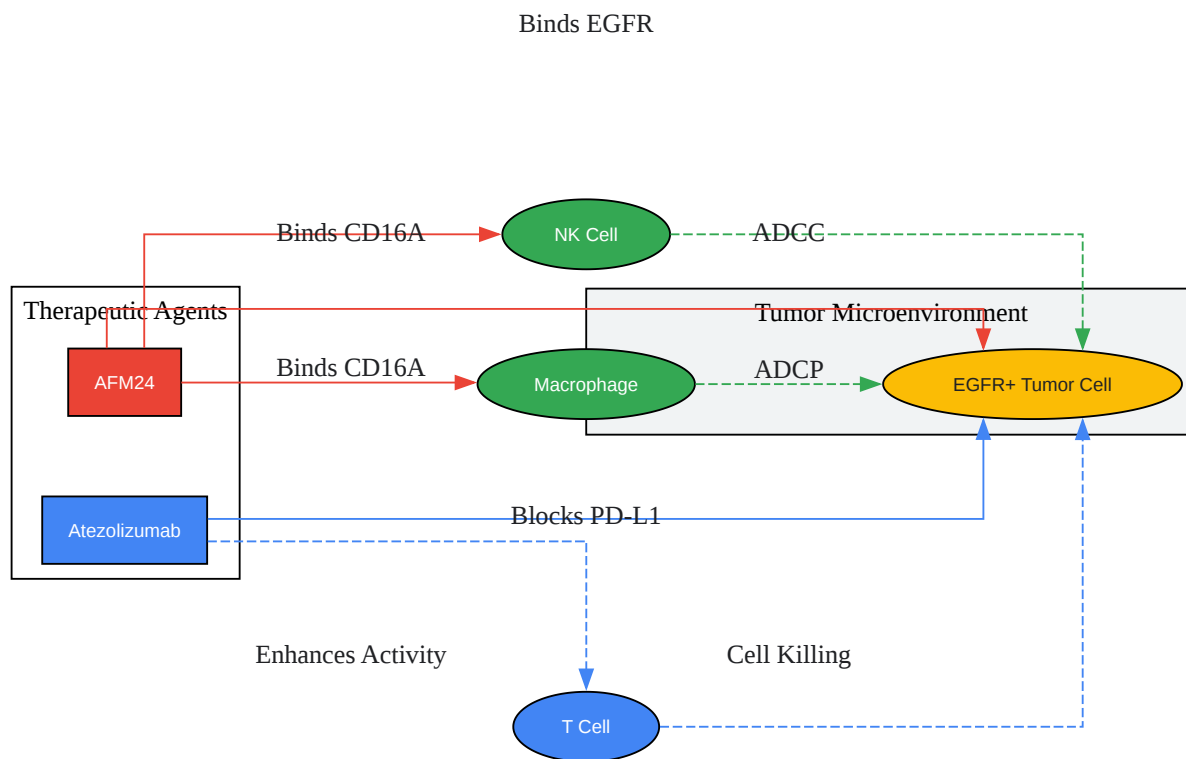 Binds EGFR
NK Cell
Binds CD16A
ADCC
Therapeutic Agents
Tumor Microenvironment
AFM24
Binds CD16A
Macrophage
ADCP
EGFR+ Tumor Cell
Atezolizumab
Blocks PD-L1
Enhances Activity
Cell Killing
T Cell